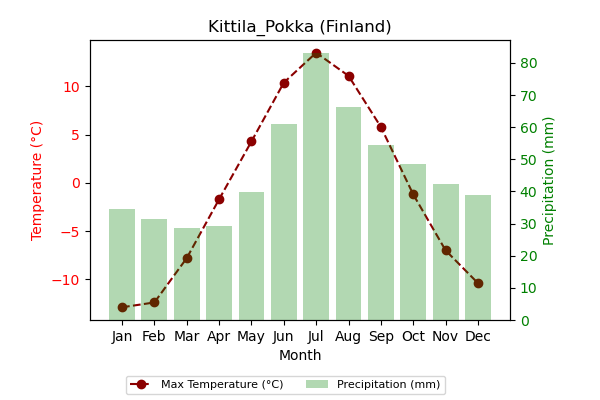 Kittila_Pokka (Finland)
10
5
0
−5
−10
Temperature (°C)
80
70
60
50
40
30
20
10
0
Precipitation (mm)
Jan Feb Mar Apr May Jun Jul Aug Sep Oct Nov Dec
Month
Max Temperature (°C) Precipitation (mm)